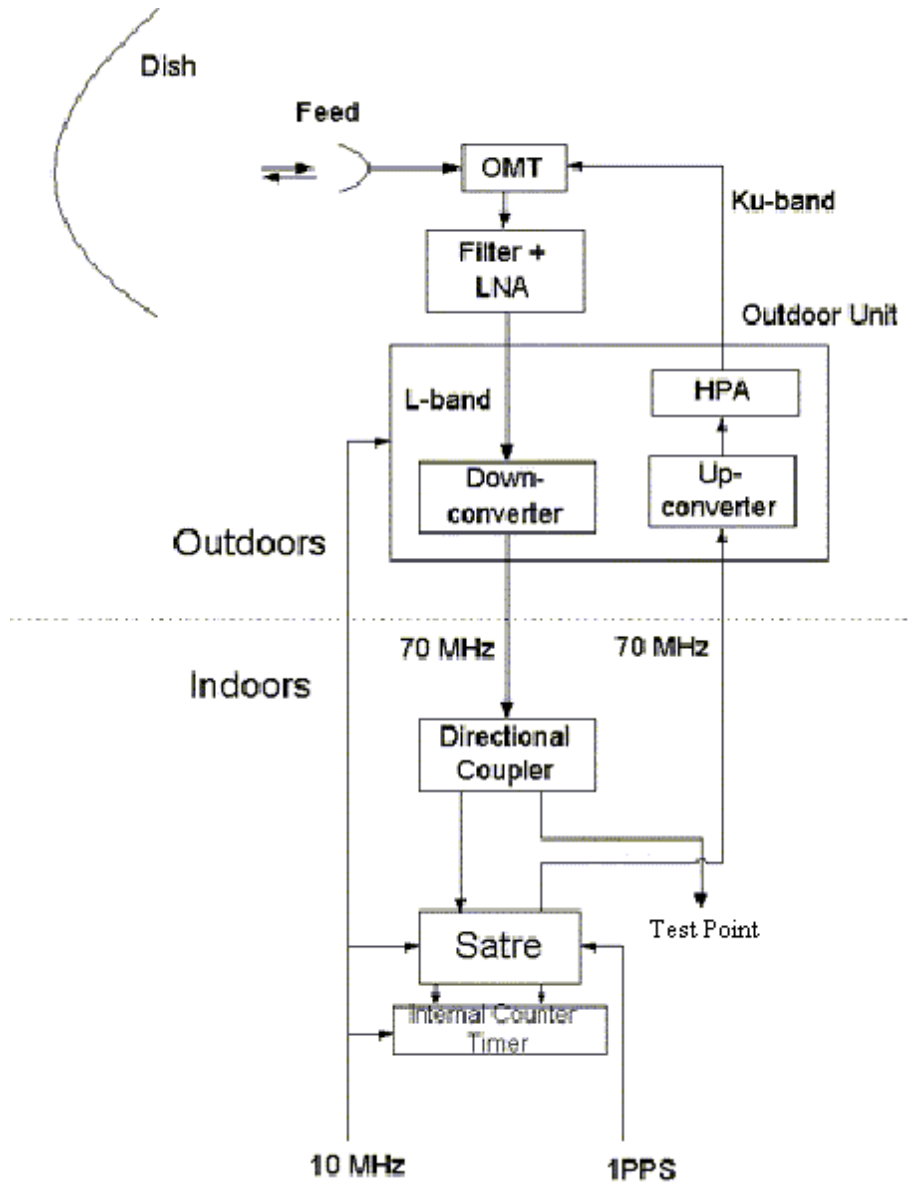 Dish
Feed
OMT
Ku-band
Filter +
LNA
Outdoor Unit
HPA
L-band
Down-
converter
Up-
converter
Outdoors
70 MHz
70 MHz
Indoors
Directional
Coupler
Test Point
Satre
Internal Counter
Timer
10 MHz
1PPS